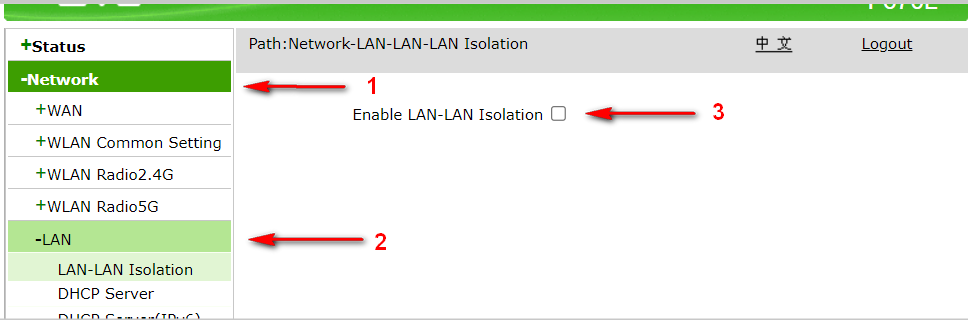 +Status
-Network
+WAN
+WLAN Common Setting
+WLAN Radio2.4G
+WLAN Radio5G
-LAN
LAN-LAN Isolation
DHCP Server
DHCP Server(IPv6)
Path:Network-LAN-LAN-LAN Isolation
中 文
Logout
1
Enable LAN-LAN Isolation
3
2